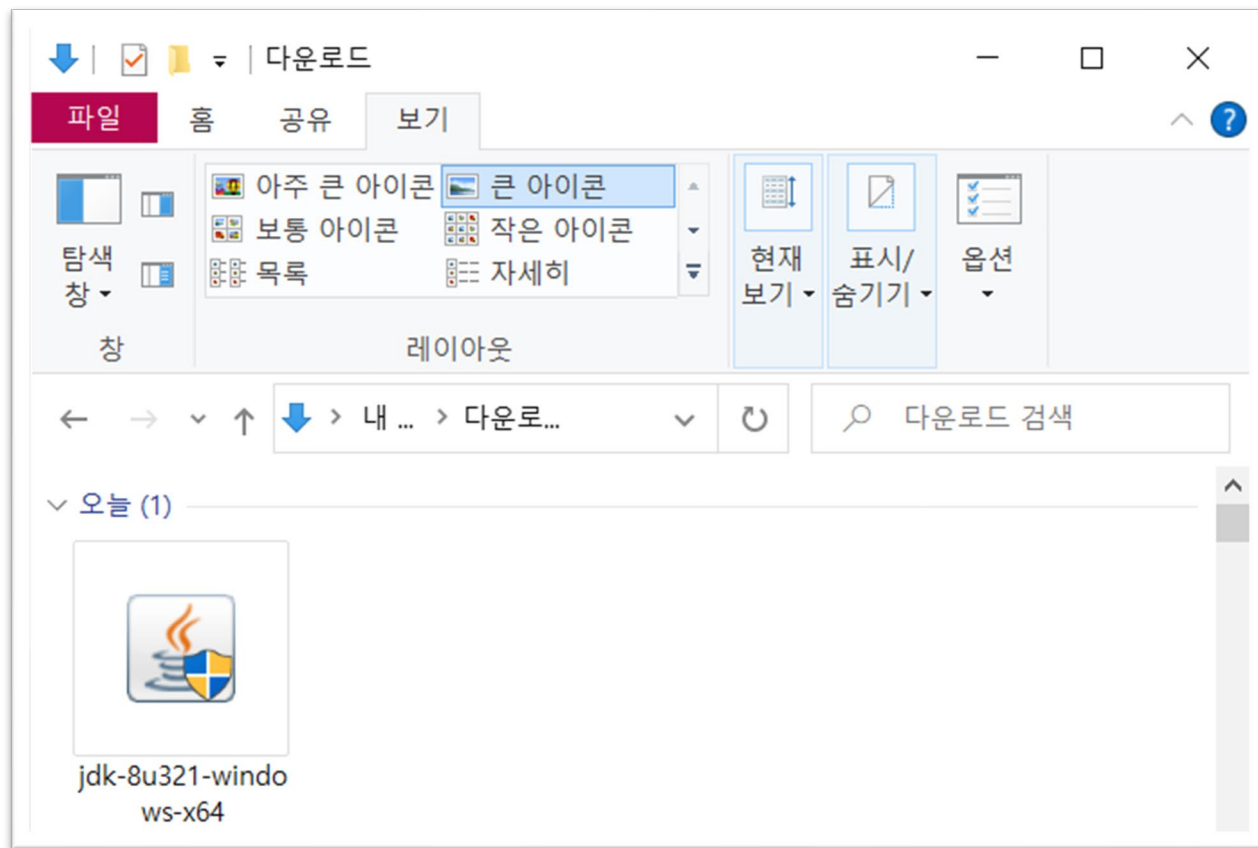 다운로드
파일 홈 공유 보기
아주 큰 아이콘 큰 아이콘
보통 아이콘 작은 아이콘
목록 자세히
탐색
창
현재
보기
표시/
숨기기
옵션
창 레이아웃
내 ... 다운로... 다운로드 검색
오늘 (1)
jdk-8u321-windo
ws-x64